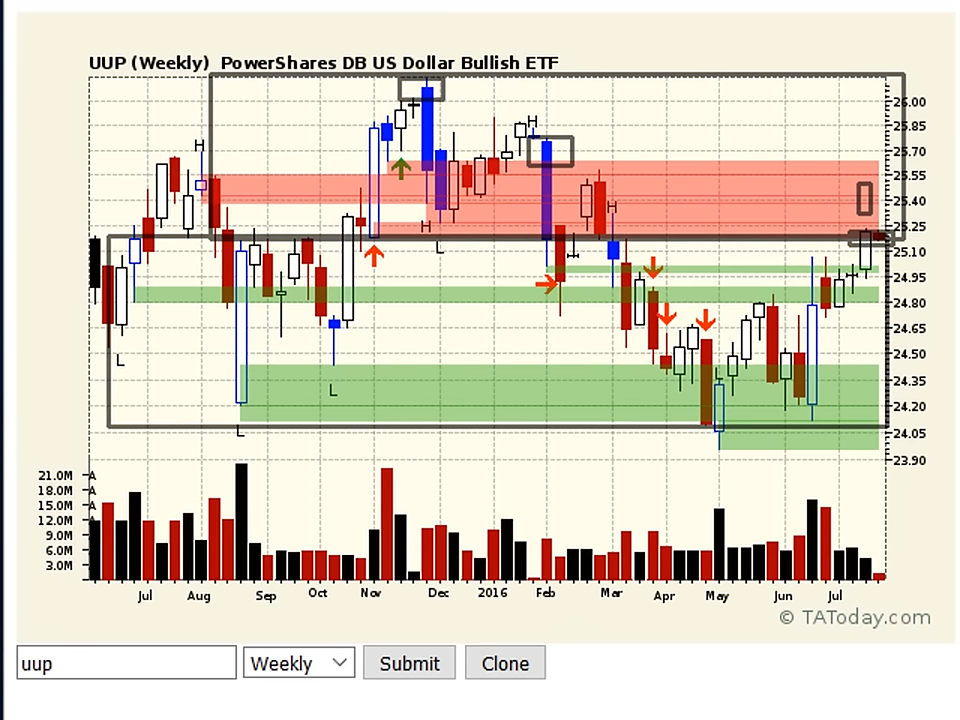 UUP (Weekly)  PowerShares DB US Dollar Bullish ETF
26.00
25.85
H
25.70
H
25.55
25.40
H
25.25
H
25.10
L
24.95
24.80
24.65
24.50
L
24.35
L
24.20
24.05
L
23.90
21.0M A
18.0M A
15.0M A
12.0M A
9.0M
6.0M
3.0M
Jul Aug Sep Oct Nov Dec 2016 Feb Mar Apr May Jun Jul
© TAToday.com
uup Weekly Submit Clone